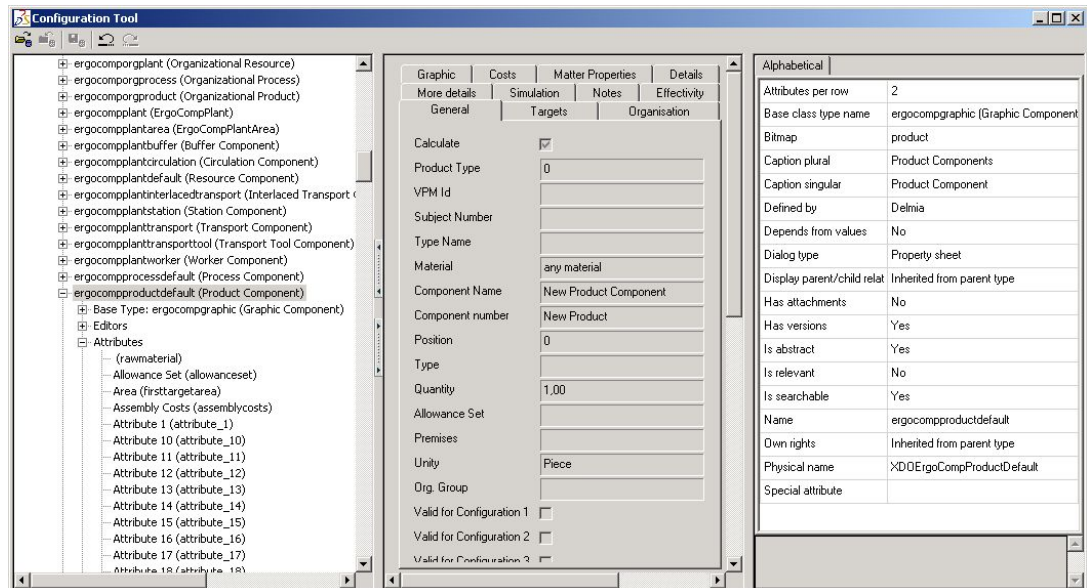 Configuration Tool
ergocomporgplant (Organizational Resource)
ergocomporgprocess (Organizational Process)
ergocomporgproduct (Organizational Product)
ergocompplant (ErgoCompPlant)
ergocompplantarea (ErgoCompPlantArea)
ergocompplantbuffer (Buffer Component)
ergocompplantcirculation (Circulation Component)
ergocompplantdefault (Resource Component)
ergocompplantinterlacedtransport (Interlaced Transport
ergocompplantstation (Station Component)
ergocompplanttransport (Transport Component)
ergocompplanttransporttool (Transport Tool Component)
ergocompplantworker (Worker Component)
ergocompprocessdefault (Process Component)
ergocompproductdefault (Product Component)
Base Type: ergocompgraphic (Graphic Component)
Editors
Attributes
(rawmaterial)
Allowance Set (allowanceset)
Area (firsttargetarea)
Assembly Costs (assemblycosts)
Attribute 1 (attribute_1)
Attribute 10 (attribute_10)
Attribute 11 (attribute_11)
Attribute 12 (attribute_12)
Attribute 13 (attribute_13)
Attribute 14 (attribute_14)
Attribute 15 (attribute_15)
Attribute 16 (attribute_16)
Attribute 17 (attribute_17)
Attribute 18 (attribute_18)
Graphic Costs Matter Properties Details
More details Simulation Notes Effectivity
General Targets Organisation
Calculate
Product Type 0
VPM Id
Subject Number
Type Name
Material any material
Component Name New Product Component
Component number New Product
Position 0
Type
Quantity 1,00
Allowance Set
Premises
Unity Piece
Org. Group
Valid for Configuration 1
Valid for Configuration 2
Valid for Configuration 3
Alphabetical
Attributes per row 2
Base class type name ergocompgraphic (Graphic Component
Bitmap product
Caption plural Product Components
Caption singular Product Component
Defined by Delmia
Depends from values No
Dialog type Property sheet
Display parent/child relat Inherited from parent type
Has attachments No
Has versions Yes
Is abstract Yes
Is relevant No
Is searchable Yes
Name ergocompproductdefault
Own rights Inherited from parent type
Physical name XDOErgoCompProductDefault
Special attribute